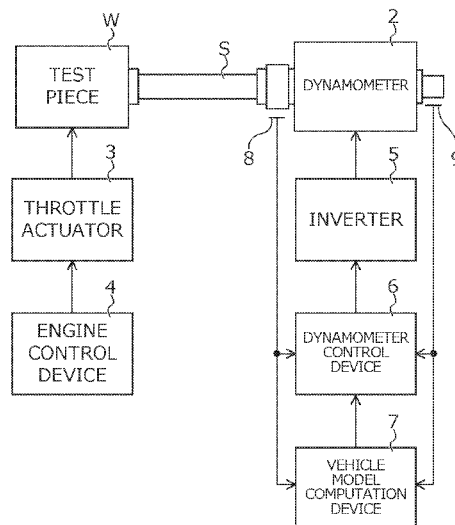 W
TEST
PIECE
S
2
DYNAMOMETER
8
9
3
THROTTLE
ACTUATOR
5
INVERTER
4
ENGINE
CONTROL
DEVICE
6
DYNAMOMETER
CONTROL
DEVICE
7
VEHICLE
MODEL
COMPUTATION
DEVICE